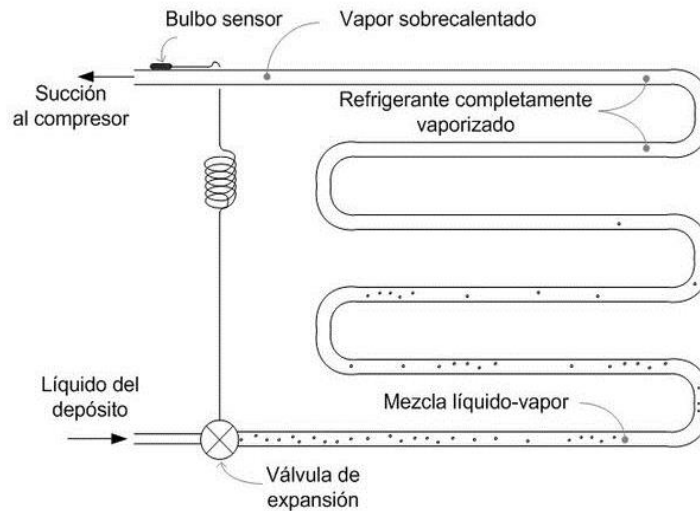 Bulbo sensor
Vapor sobrecalentado
Succión
al compresor
Refrigerante completamente
vaporizado
Líquido del
depósito
Mezcla líquido-vapor
Válvula de
expansión